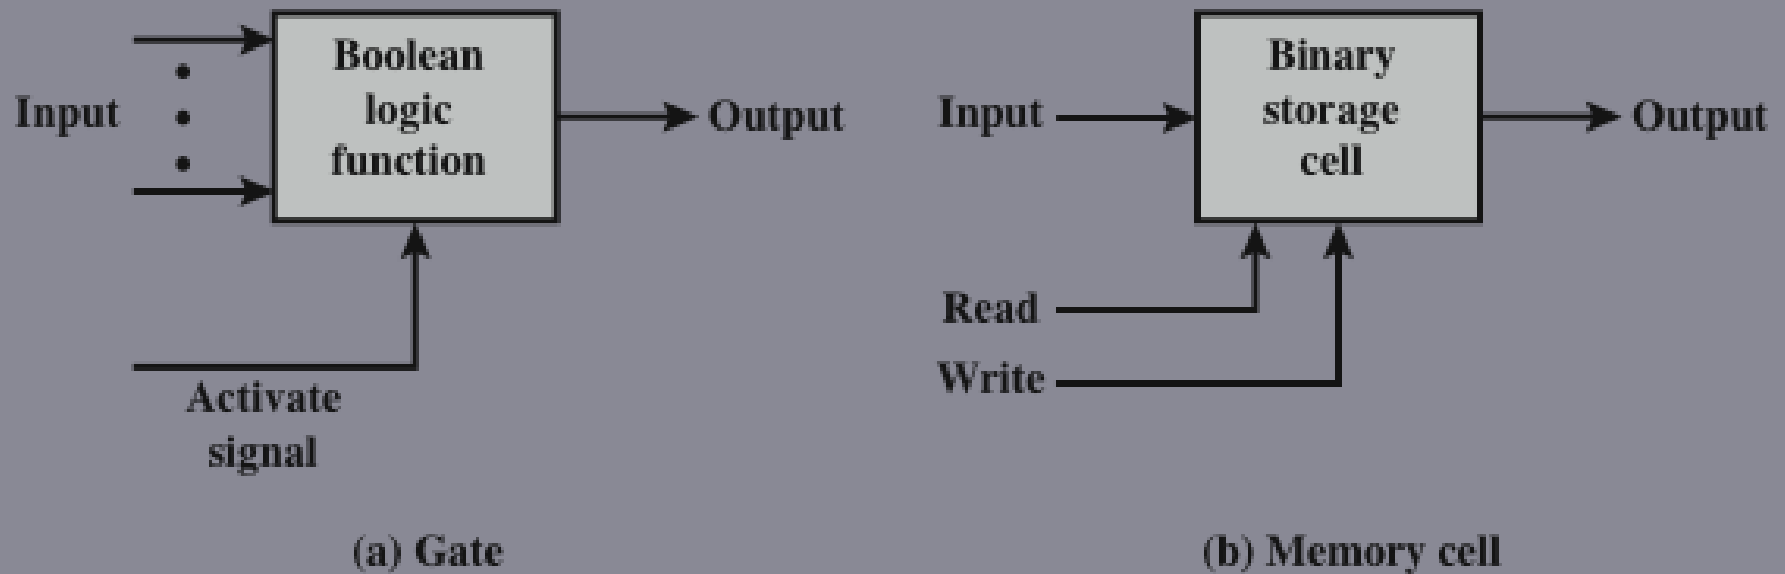 Input
Boolean
logic
function
Output
Activate
signal
(a) Gate
Input
Binary
storage
cell
Output
Read
Write
(b) Memory cell